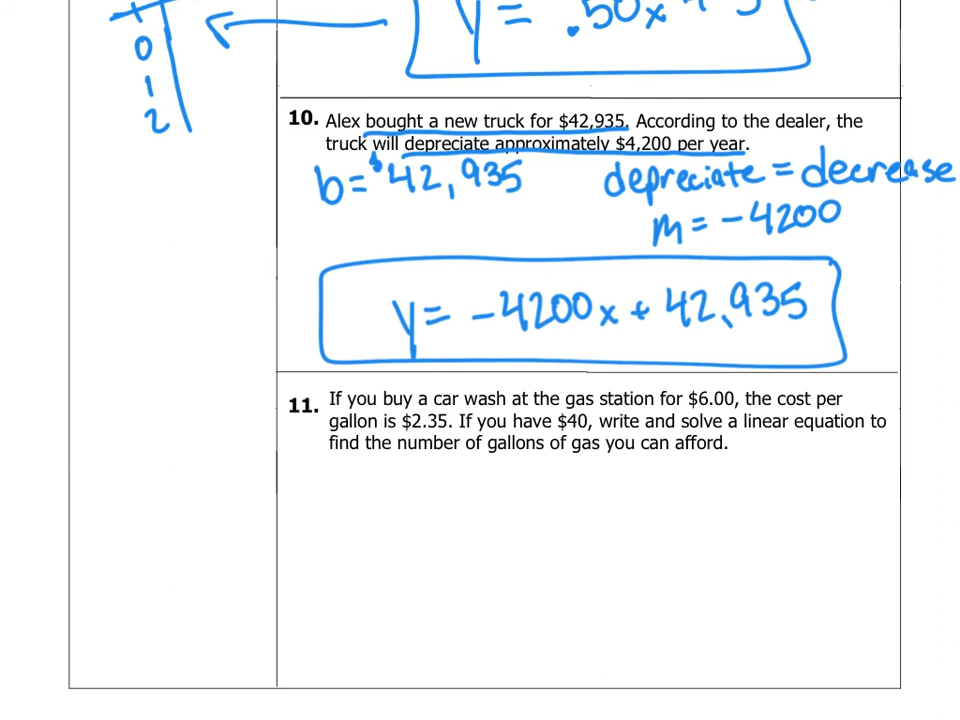 y = .50x + 5
0
1
2
10. Alex bought a new truck for $42,935. According to the dealer, the
truck will depreciate approximately $4,200 per year.
b = $42,935 depreciate = decrease
m = -4200
y = -4200x + 42,935
11. If you buy a car wash at the gas station for $6.00, the cost per
gallon is $2.35. If you have $40, write and solve a linear equation to
find the number of gallons of gas you can afford.